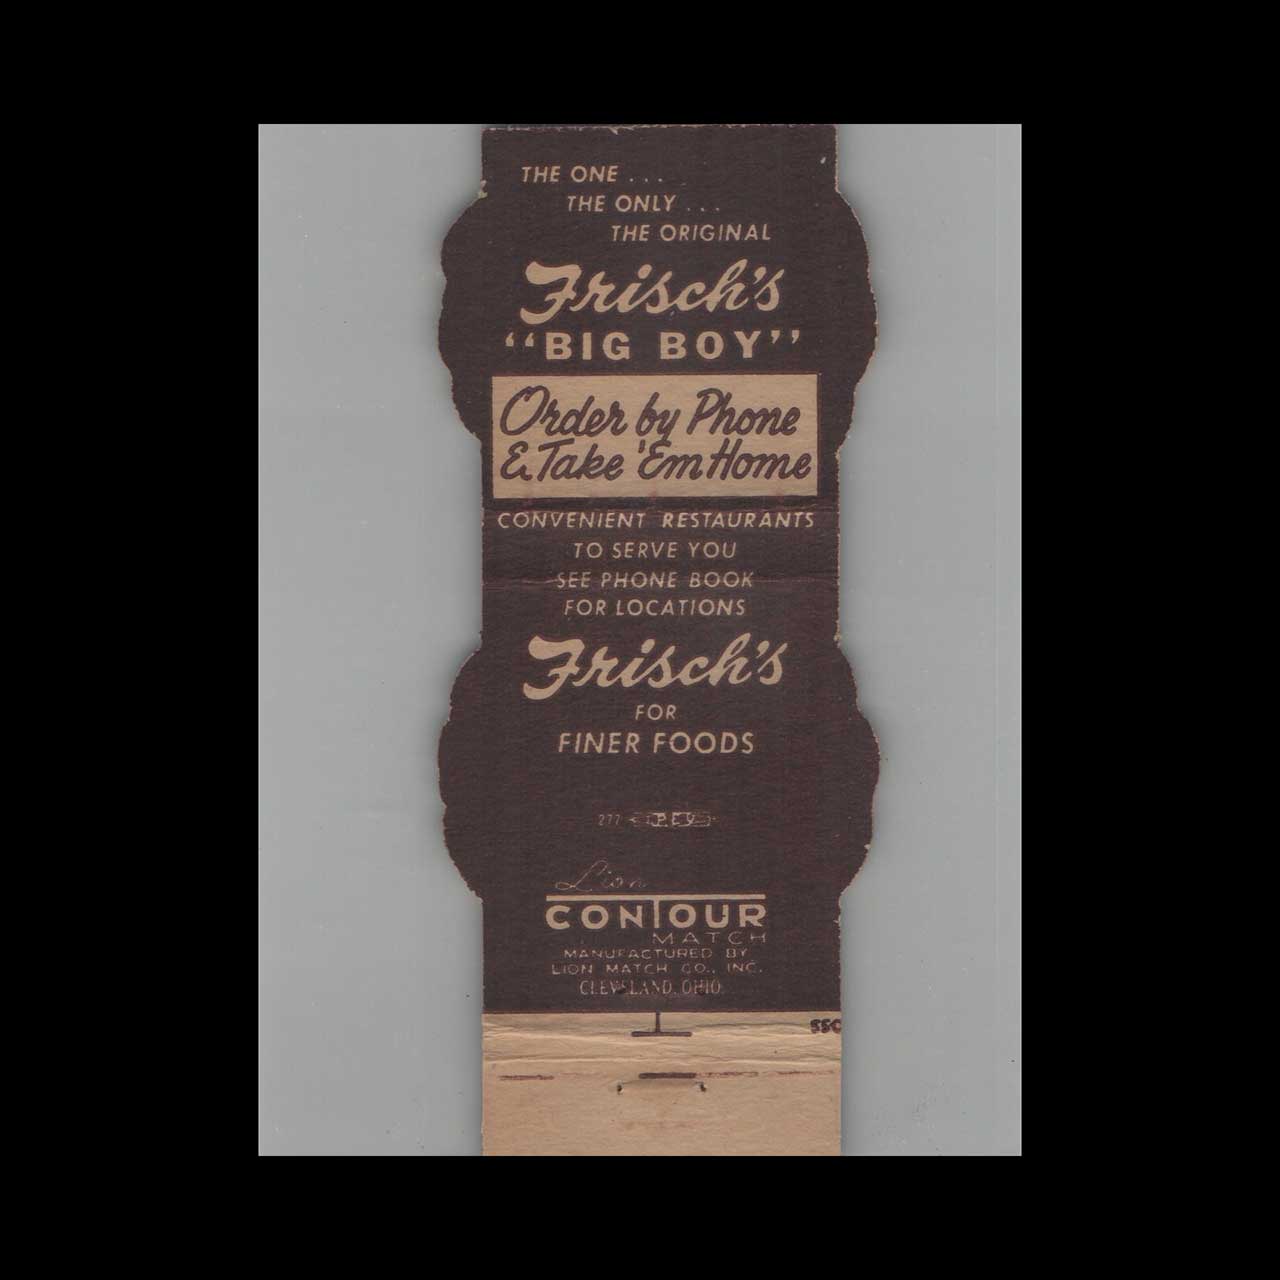 THE ONE . . .
THE ONLY . . .
THE ORIGINAL
Frisch's
"BIG BOY"
Order by Phone
& Take 'Em Home
CONVENIENT RESTAURANTS
TO SERVE YOU
SEE PHONE BOOK
FOR LOCATIONS
Frisch's
FOR
FINER FOODS
277
Lion
CONTOUR
MATCH
MANUFACTURED BY
LION MATCH CO., INC.
CLEVELAND, OHIO